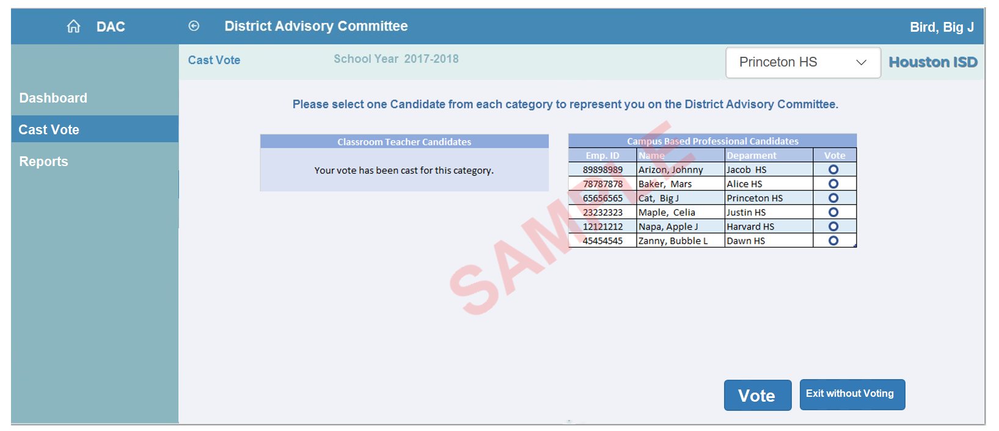 DAC
District Advisory Committee
Bird, Big J
Cast Vote
School Year 2017-2018
Princeton HS
Houston ISD
Dashboard
Cast Vote
Reports
Please select one Candidate from each category to represent you on the District Advisory Committee.
Classroom Teacher Candidates
Your vote has been cast for this category.
Campus Based Professional Candidates
Emp. ID Name Deparment Vote
89898989 Arizon, Johnny Jacob HS
78787878 Baker, Mars Alice HS
65656565 Cat, Big J Princeton HS
23232323 Maple, Celia Justin HS
12121212 Napa, Apple J Harvard HS
45454545 Zanny, Bubble L Dawn HS
SAMPLE
Vote
Exit without Voting